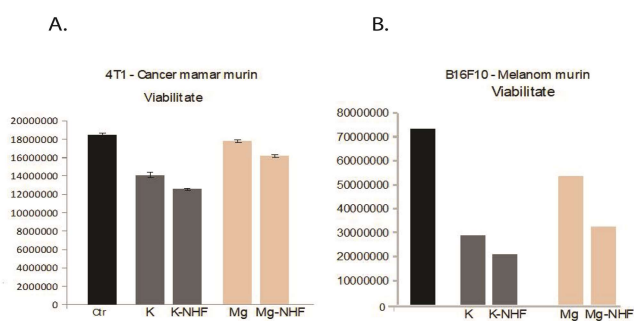 A.
4T1 - Cancer mamar murin
Viabilitate
20000000
18000000
16000000
14000000
12000000
10000000
8000000
6000000
4000000
2000000
0
K
K-NHF
Mg
Mg-NHF
B.
B16F10 - Melanom murin
Viabilitate
80000000
70000000
60000000
50000000
40000000
30000000
20000000
10000000
0
K
K-NHF
Mg
Mg-NHF